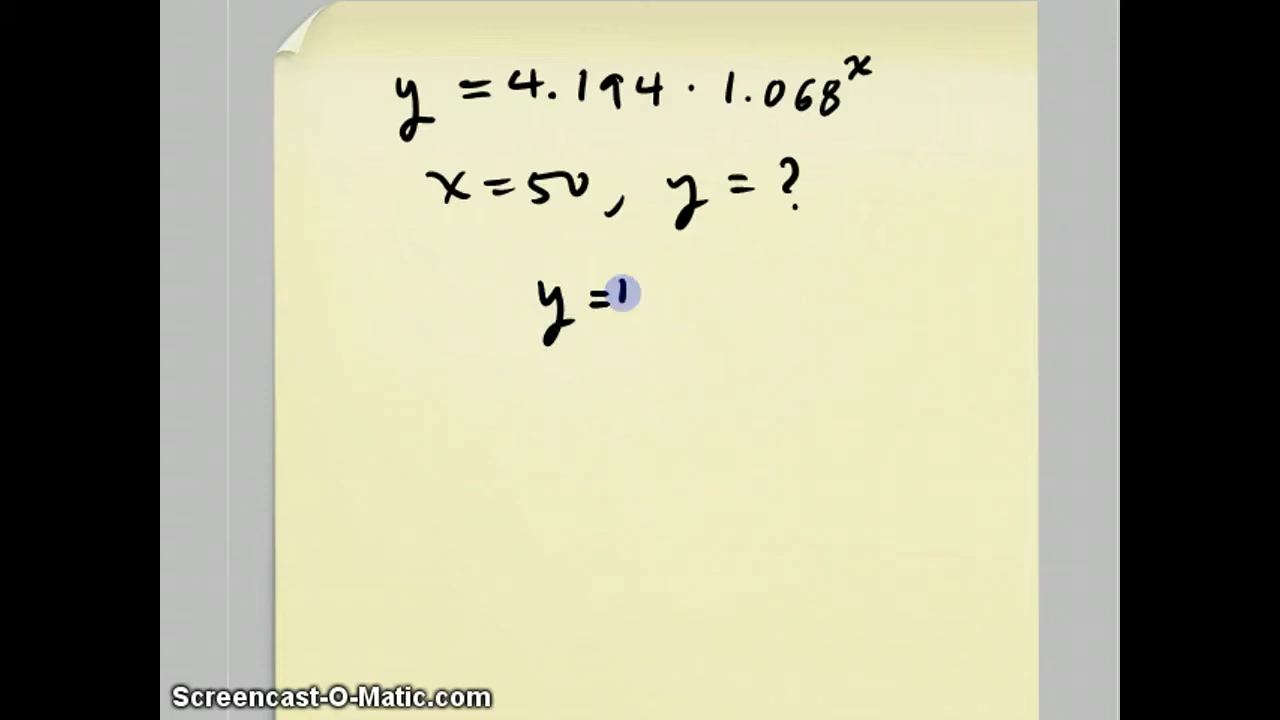 y = 4.194 · 1.068^x
x = 50, y = ?
y = 1
Screencast-O-Matic.com